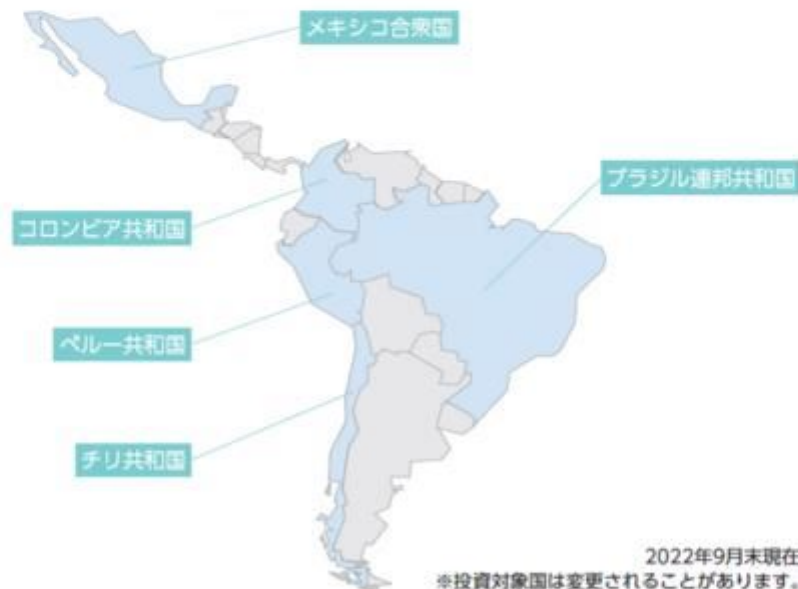 メキシコ合衆国
ブラジル連邦共和国
コロンビア共和国
ペルー共和国
チリ共和国
2022年9月末現在
※投資対象国は変更されることがあります。